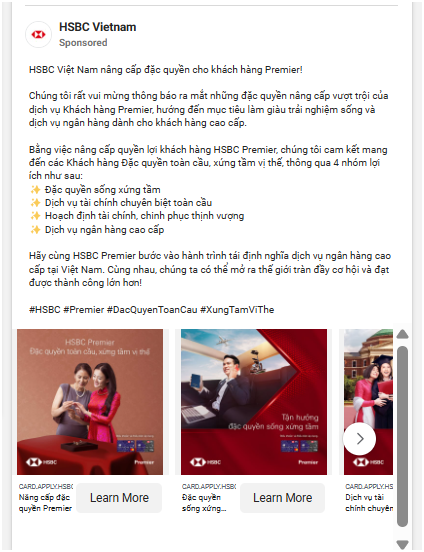 HSBC Vietnam
Sponsored
HSBC Việt Nam nâng cấp đặc quyền cho khách hàng Premier!
Chúng tôi rất vui mừng thông báo ra mắt những đặc quyền nâng cấp vượt trội của
dịch vụ Khách hàng Premier, hướng đến mục tiêu làm giàu trải nghiệm sống và
dịch vụ ngân hàng dành cho khách hàng cao cấp.
Bằng việc nâng cấp quyền lợi khách hàng HSBC Premier, chúng tôi cam kết mang
đến các Khách hàng Đặc quyền toàn cầu, xứng tầm vị thế, thông qua 4 nhóm lợi
ích như sau:
✨ Đặc quyền sống xứng tầm
✨ Dịch vụ tài chính chuyên biệt toàn cầu
✨ Hoạch định tài chính, chinh phục thịnh vượng
✨ Dịch vụ ngân hàng cao cấp
Hãy cùng HSBC Premier bước vào hành trình tái định nghĩa dịch vụ ngân hàng cao
cấp tại Việt Nam. Cùng nhau, chúng ta có thể mở ra thế giới tràn đầy cơ hội và đạt
được thành công lớn hơn!
#HSBC #Premier #DacQuyenToanCau #XungTamViThe
HSBC Premier
Đặc quyền toàn cầu, xứng tầm vị thế
HSBC
Premier
Tận hưởng
đặc quyền sống xứng tầm
HSBC
Premier
HSBC
CARD.APPLY.HSBC
Nâng cấp đặc
quyền Premier
Learn More
CARD.APPLY.HSBC
Đặc quyền
sống xứng...
Learn More
CARD.APPLY.HSBC
Dịch vụ tài
chính chuyên